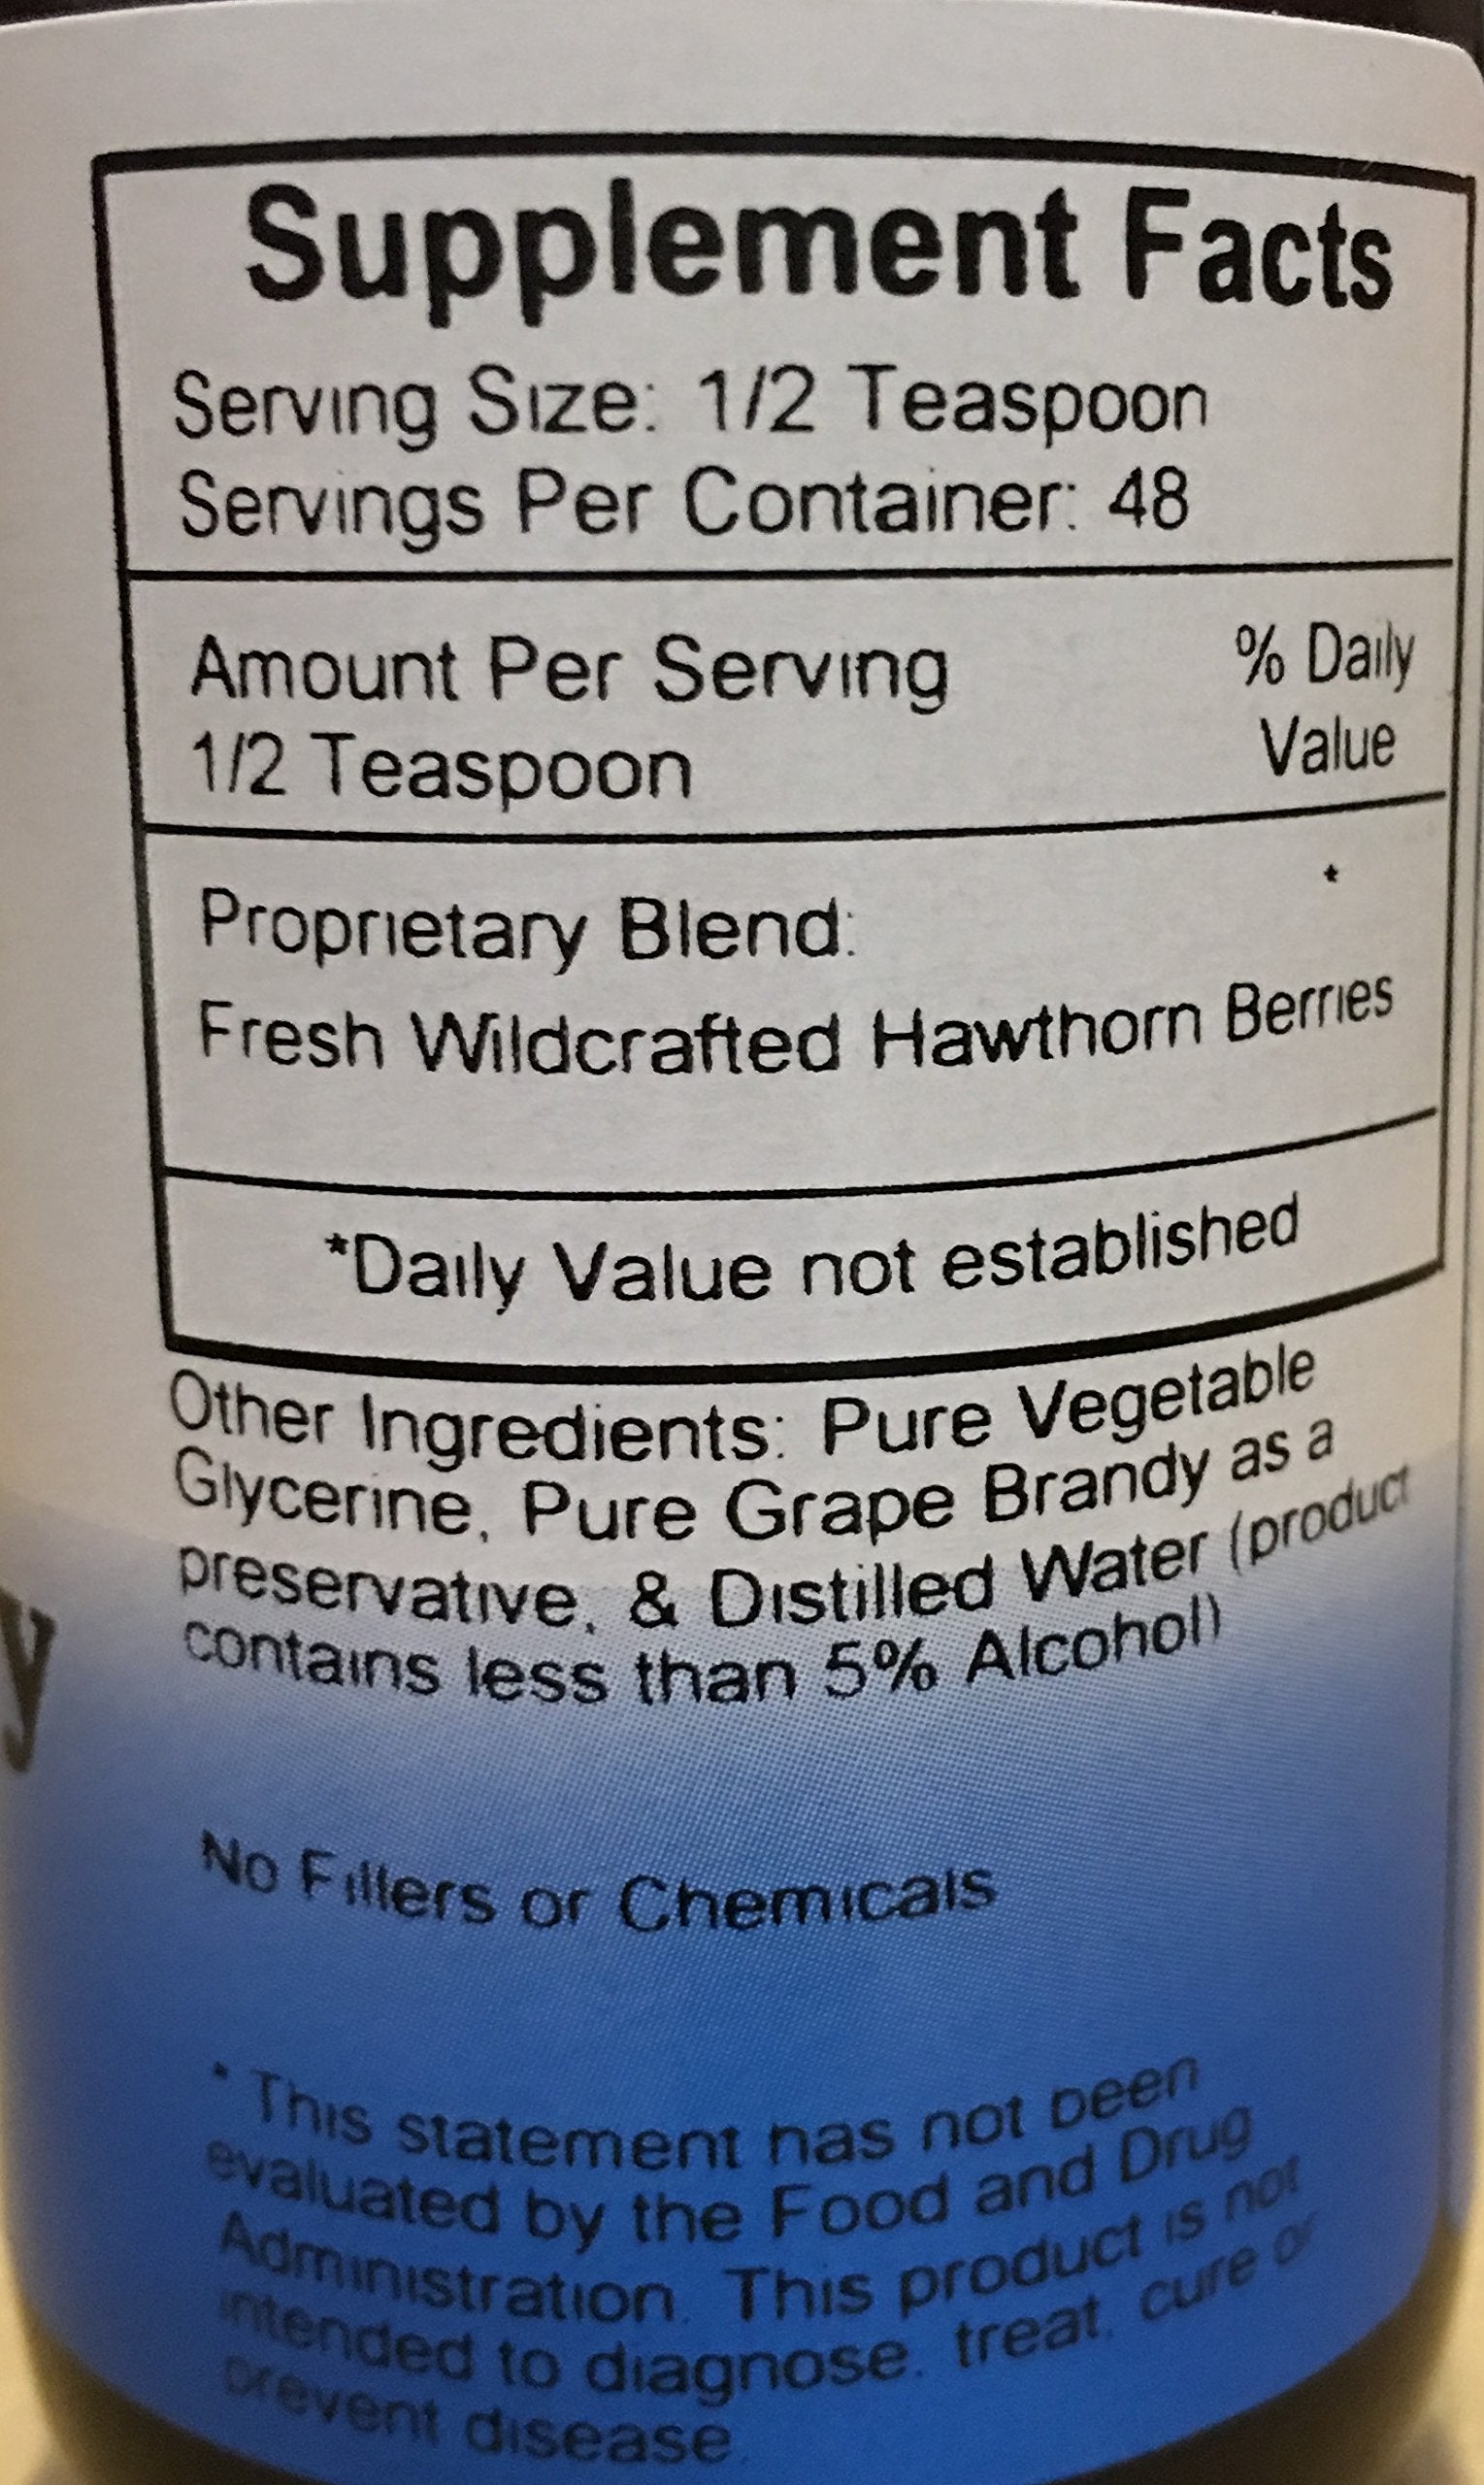 Supplement Facts
Serving Size: 1/2 Teaspoon
Servings Per Container: 48
Amount Per Serving
1/2 Teaspoon
% Daily
Value
*
Proprietary Blend:
Fresh Wildcrafted Hawthorn Berries
*Daily Value not established
Other Ingredients: Pure Vegetable
Glycerine, Pure Grape Brandy as a
preservative, & Distilled Water (product
contains less than 5% Alcohol)
y
No Fillers or Chemicals
* This statement has not been
evaluated by the Food and Drug
Administration. This product is not
intended to diagnose, treat, cure or
prevent disease.